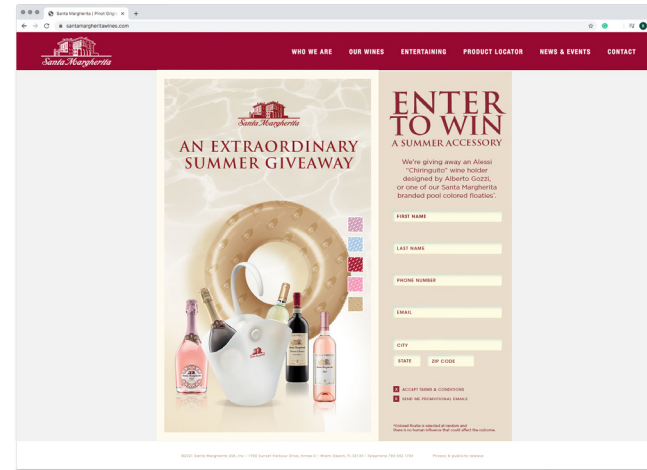 Santa Margherita | Pinot Grigi
santamargheritawines.com
Santa Margherita
WHO WE ARE
OUR WINES
ENTERTAINING
PRODUCT LOCATOR
NEWS & EVENTS
CONTACT
Santa Margherita
AN EXTRAORDINARY
SUMMER GIVEAWAY
ENTER
TO WIN
A SUMMER ACCESSORY
We're giving away an Alessi
"Chiringuito" wine holder
designed by Alberto Gozzi,
or one of our Santa Margherita
branded pool colored floaties*.
FIRST NAME
LAST NAME
PHONE NUMBER
EMAIL
CITY
STATE
ZIP CODE
X ACCEPT TERMS & CONDITIONS
X SEND ME PROMOTIONAL EMAILS
*Colored floatie is selected at random and
there is no human influence that could affect the outcome.